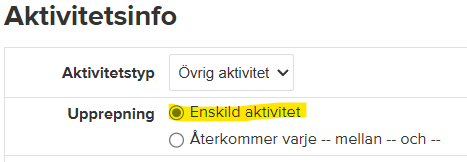 Aktivitetsinfo
Aktivitetstyp Övrig aktivitet
Upprepning Enskild aktivitet
Återkommer varje -- mellan -- och --